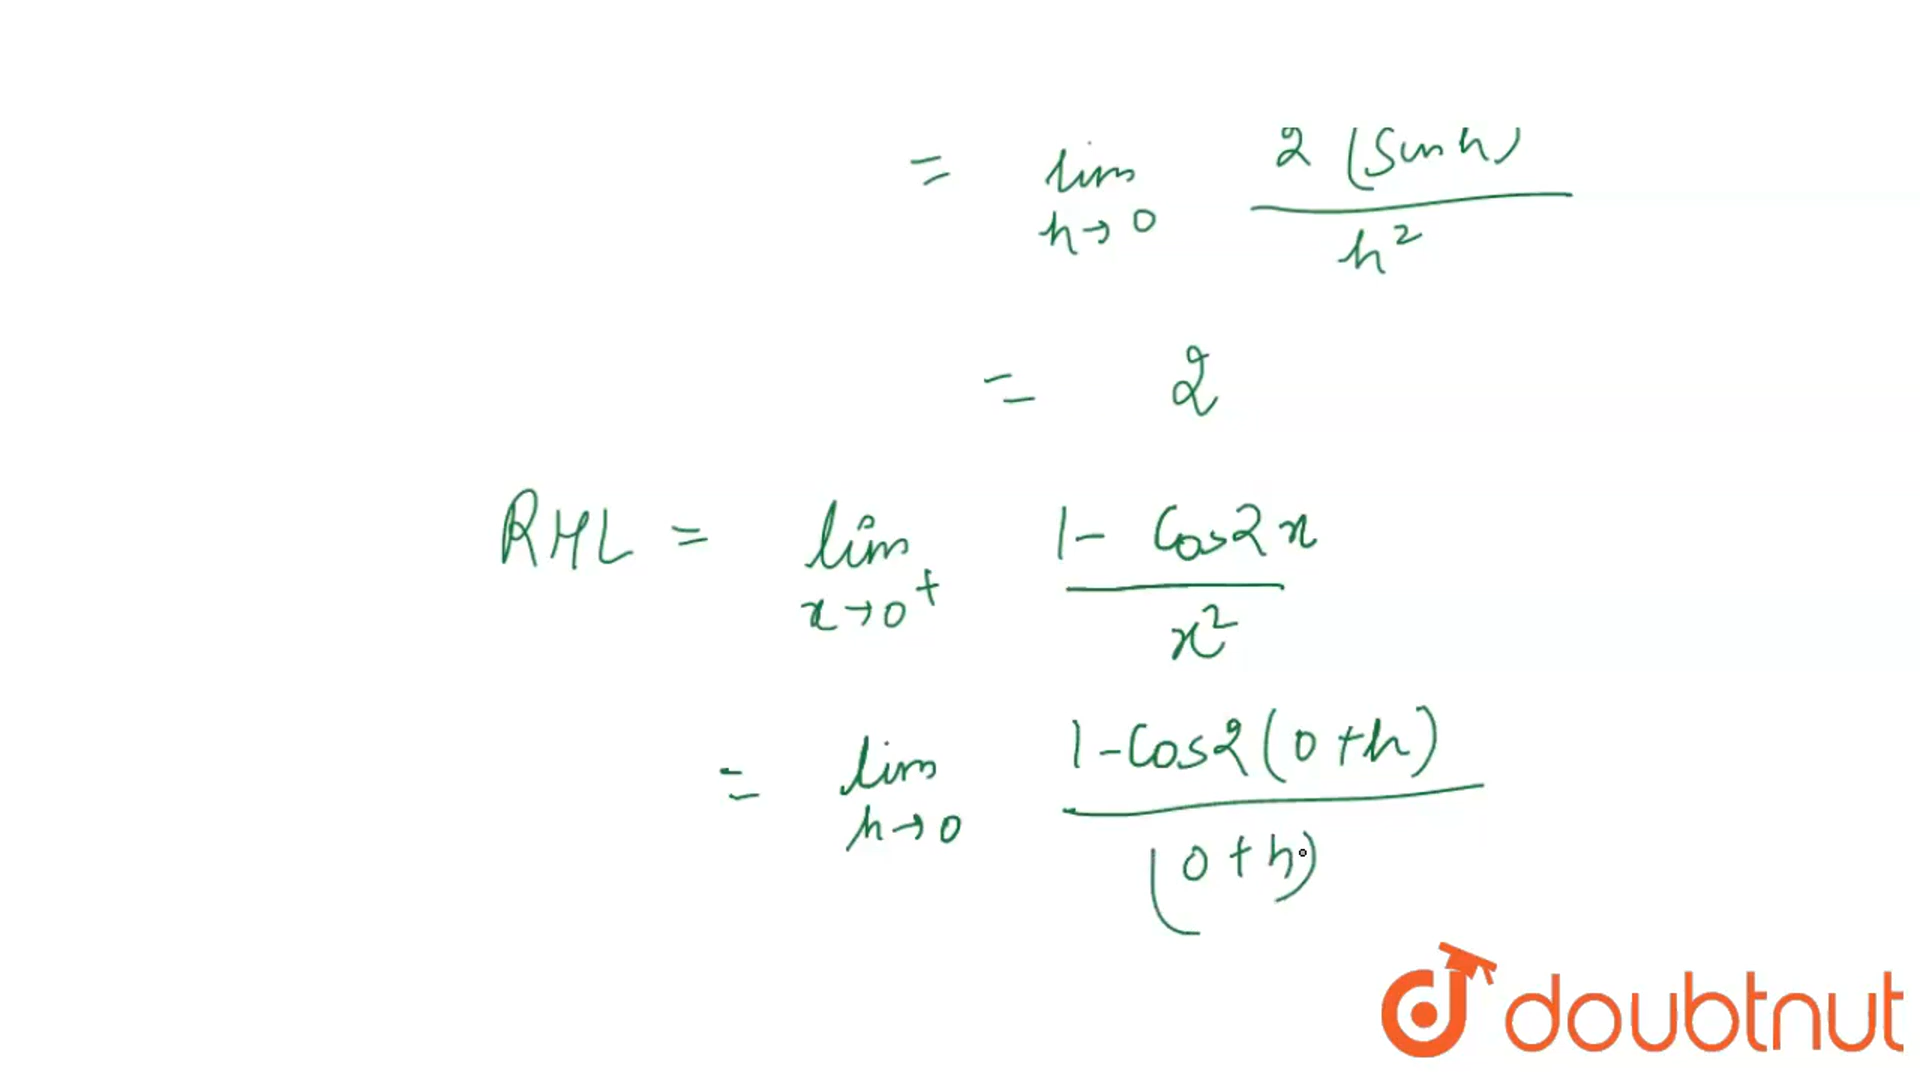 = lim 2 (Sin h)
h→0 h²
= 2
RHL = lim 1 - Cos2x
x→0⁺ x²
= lim 1 - Cos2(0+h)
h→0 (0+h)
doubtnut